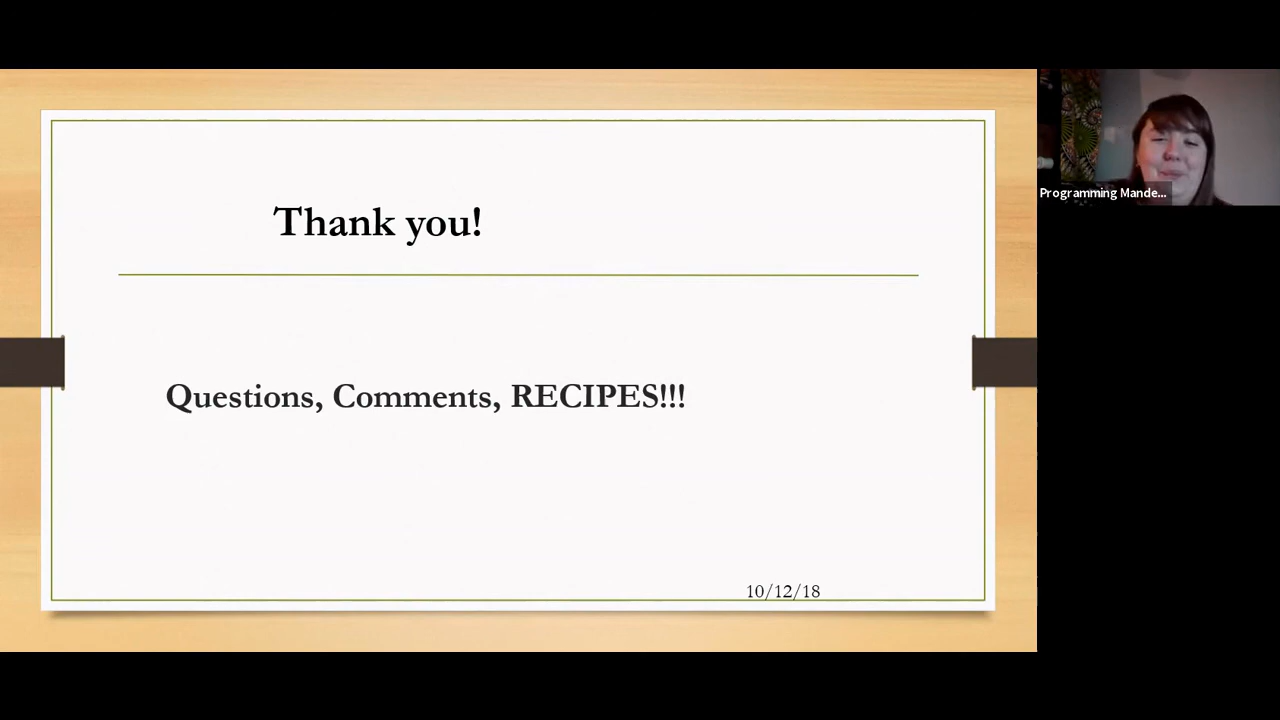 Thank you!
Questions, Comments, RECIPES!!!
10/12/18
Programming Mande...